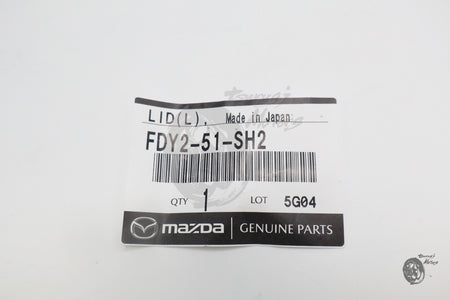 LID(L), Made in Japan
FDY2-51-SH2
QTY 1 LOT 5G04
mazda GENUINE PARTS